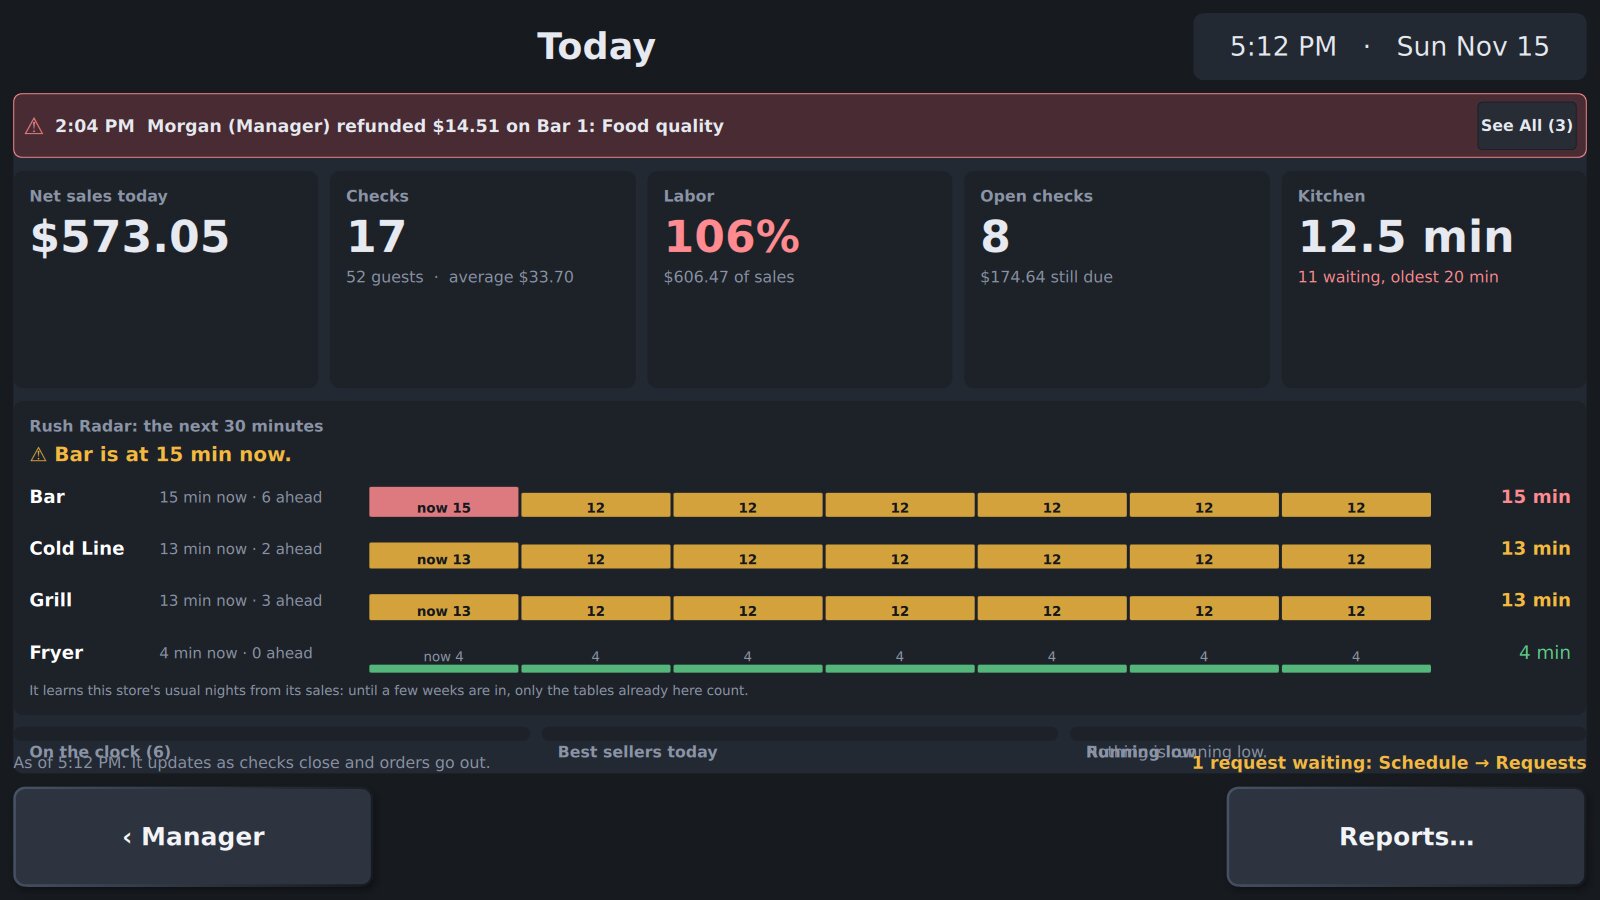 Today
5:12 PM · Sun Nov 15
⚠ 2:04 PM Morgan (Manager) refunded $14.51 on Bar 1: Food quality
See All (3)
Net sales today
$573.05
Checks
17
52 guests · average $33.70
Labor
106%
$606.47 of sales
Open checks
8
$174.64 still due
Kitchen
12.5 min
11 waiting, oldest 20 min
Rush Radar: the next 30 minutes
⚠ Bar is at 15 min now.
Bar 15 min now · 6 ahead now 15 12 12 12 12 12 12 15 min
Cold Line 13 min now · 2 ahead now 13 12 12 12 12 12 12 13 min
Grill 13 min now · 3 ahead now 13 12 12 12 12 12 12 13 min
Fryer 4 min now · 0 ahead now 4 4 4 4 4 4 4 4 min
It learns this store's usual nights from its sales: until a few weeks are in, only the tables already here count.
On the clock (6)
Best sellers today
Running low
Nothing is running low.
As of 5:12 PM. It updates as checks close and orders go out.
1 request waiting: Schedule → Requests
‹ Manager
Reports…